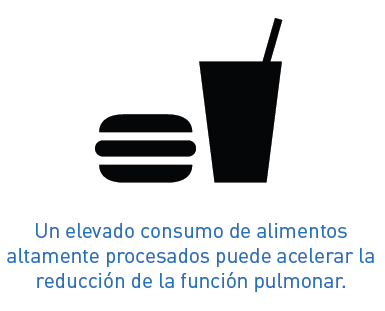 Un elevado consumo de alimentos
altamente procesados puede acelerar la
reducción de la función pulmonar.